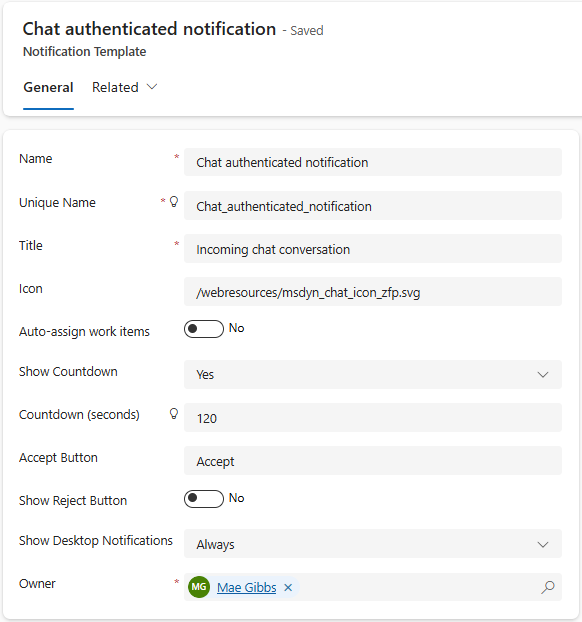 Chat authenticated notification - Saved
Notification Template
General Related
Name * Chat authenticated notification
Unique Name * Chat_authenticated_notification
Title * Incoming chat conversation
Icon /webresources/msdyn_chat_icon_zfp.svg
Auto-assign work items No
Show Countdown Yes
Countdown (seconds) 120
Accept Button Accept
Show Reject Button No
Show Desktop Notifications Always
Owner * MG Mae Gibbs